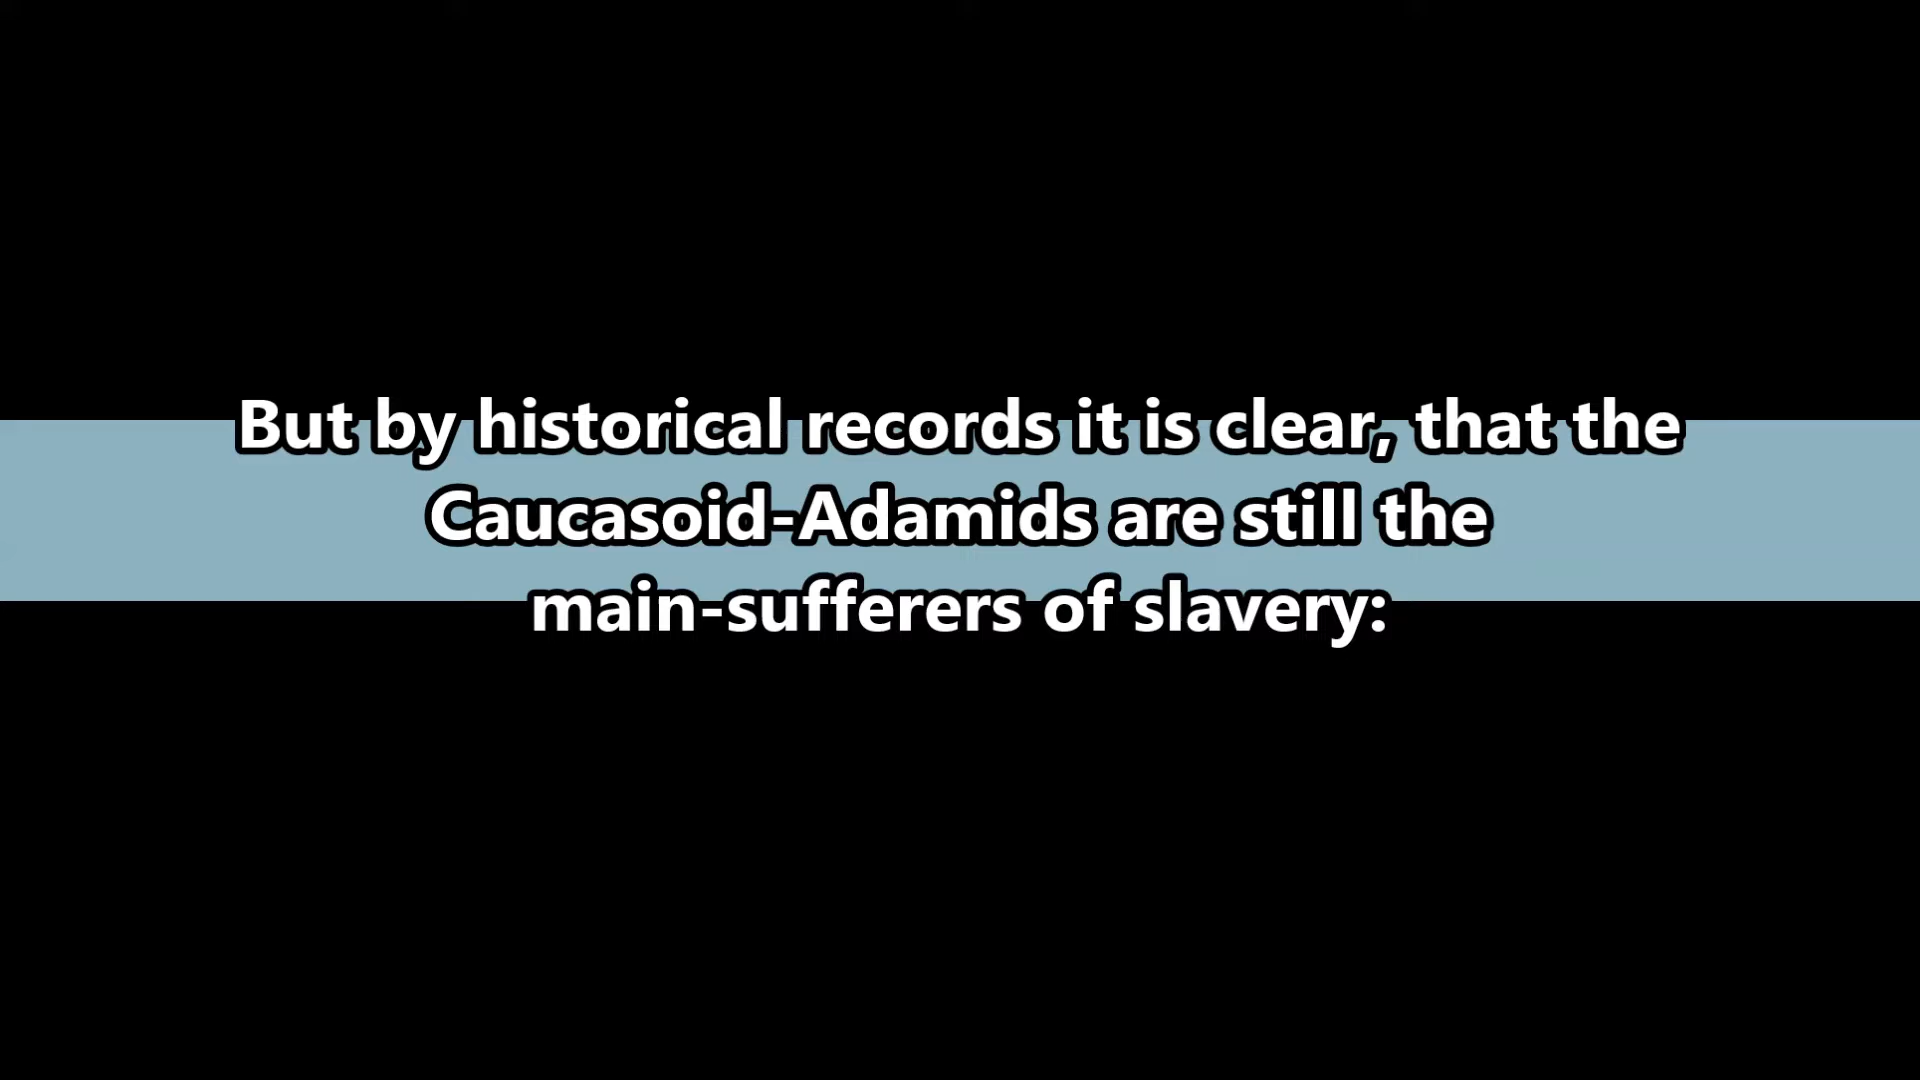 But by historical records it is clear, that the
Caucasoid-Adamids are still the
main-sufferers of slavery: